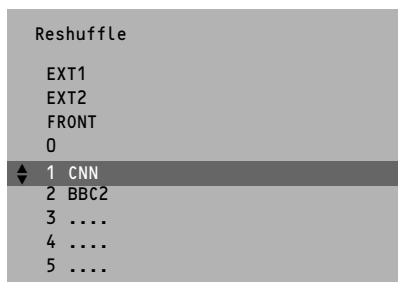 Reshuffle
EXT1
EXT2
FRONT
0
1 CNN
2 BBC2
3 ....
4 ....
5 ....